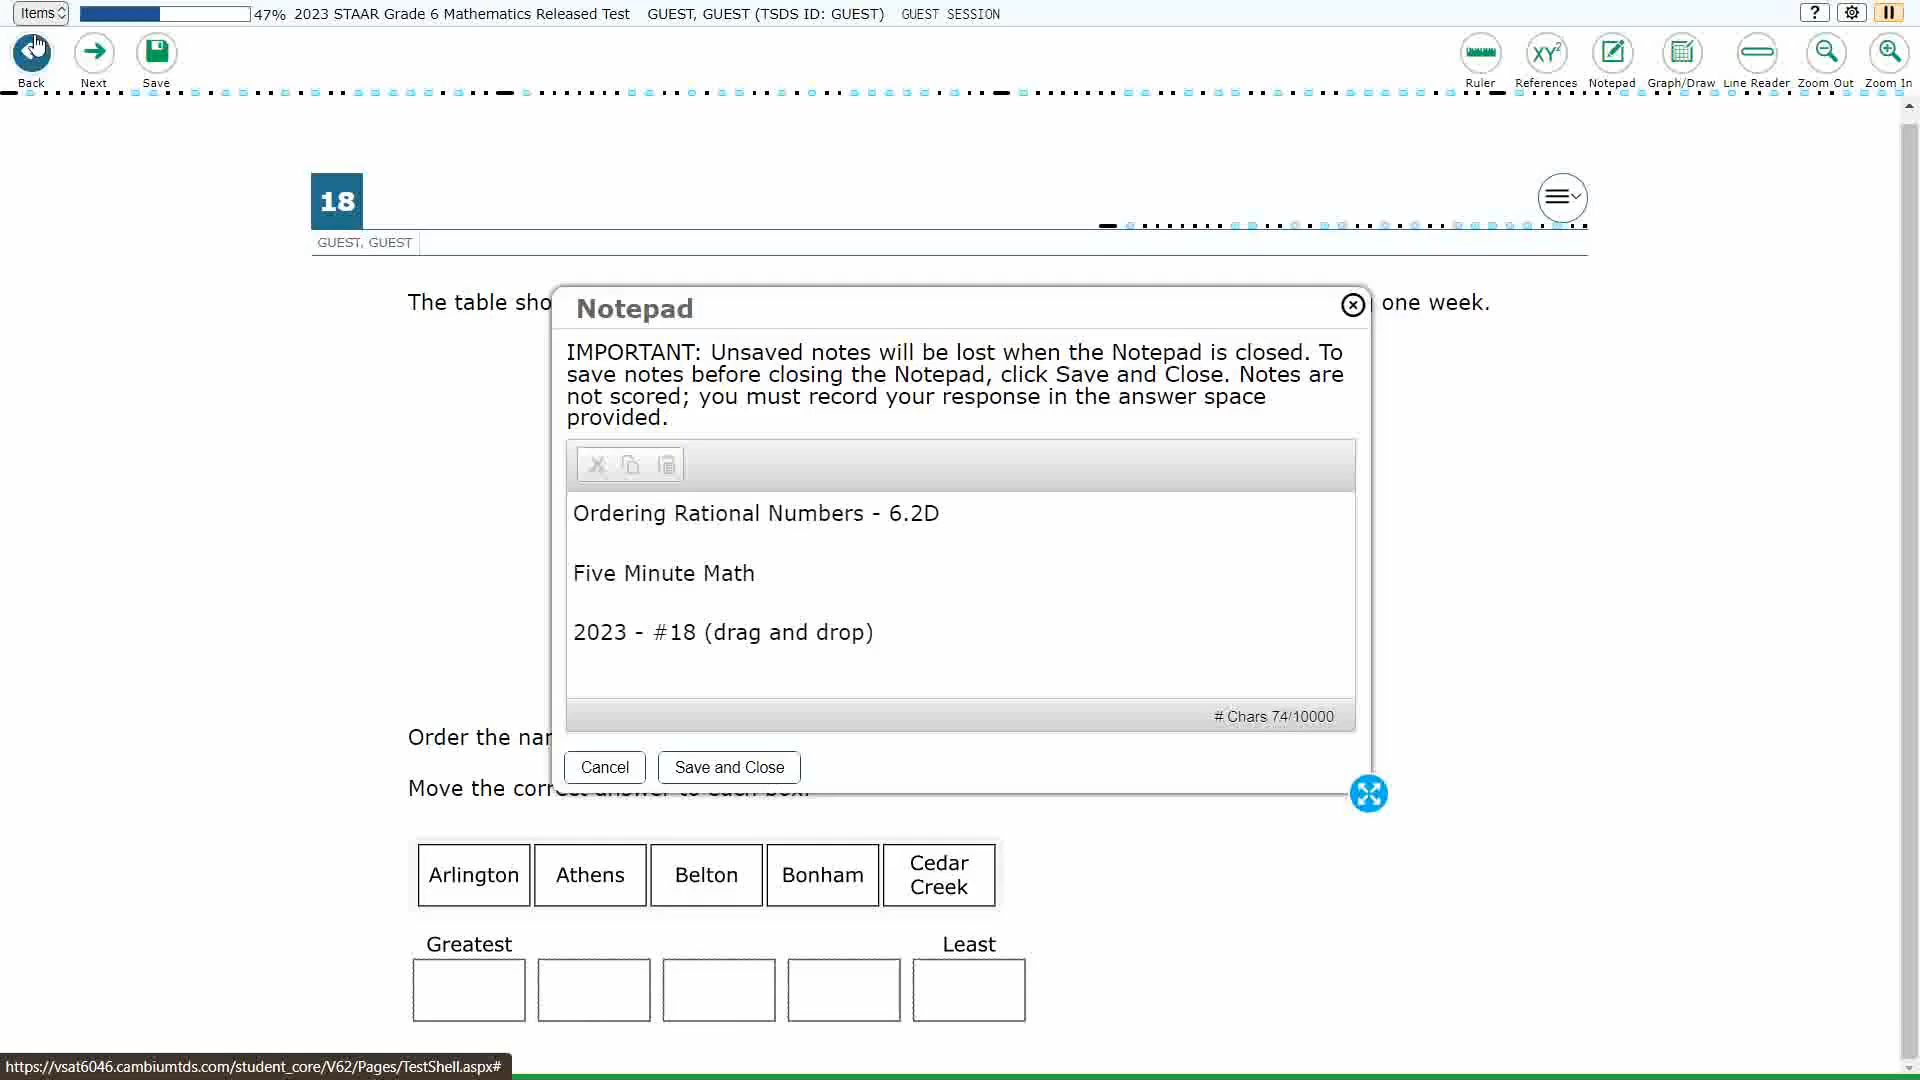 Items 47% 2023 STAAR Grade 6 Mathematics Released Test GUEST, GUEST (TSDS ID: GUEST) GUEST SESSION ?
Back Next Save Ruler XY² References Notepad Graph/Draw Line Reader Zoom Out Zoom In
18
GUEST, GUEST
The table sho one week.
Notepad
IMPORTANT: Unsaved notes will be lost when the Notepad is closed. To
save notes before closing the Notepad, click Save and Close. Notes are
not scored; you must record your response in the answer space
provided.
Ordering Rational Numbers - 6.2D
Five Minute Math
2023 - #18 (drag and drop)
# Chars 74/10000
Order the nar
Cancel Save and Close
Move the correct answer to each box.
Arlington Athens Belton Bonham Cedar
Creek
Greatest Least
https://vsat6046.cambiumtds.com/student_core/V62/Pages/TestShell.aspx#